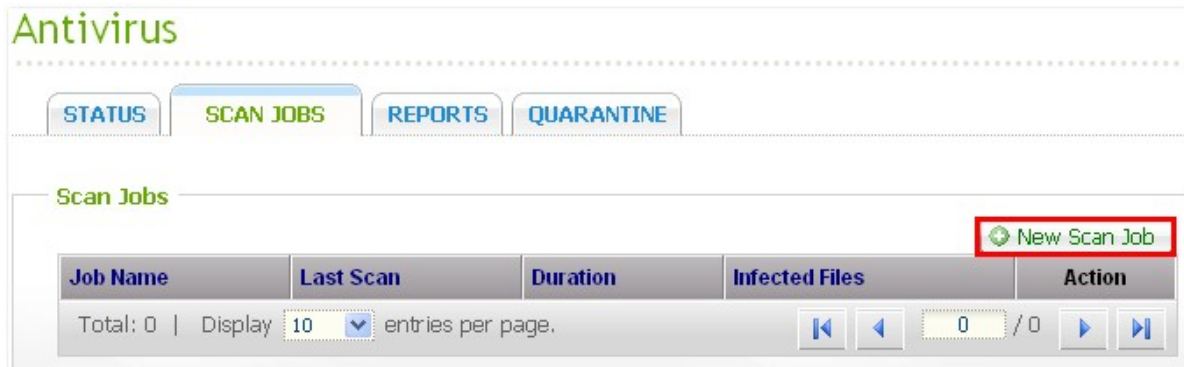 Antivirus
STATUS SCAN JOBS REPORTS QUARANTINE
Scan Jobs
New Scan Job
Job Name Last Scan Duration Infected Files Action
Total: 0 | Display 10 entries per page. 0 / 0